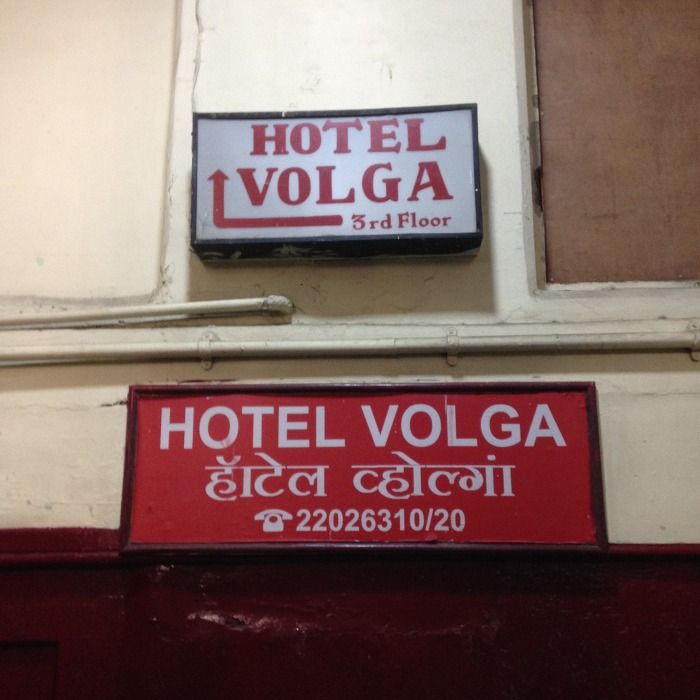 HOTEL
VOLGA
3rd Floor
HOTEL VOLGA
हॅाटेल व्होल्गां
22026310/20